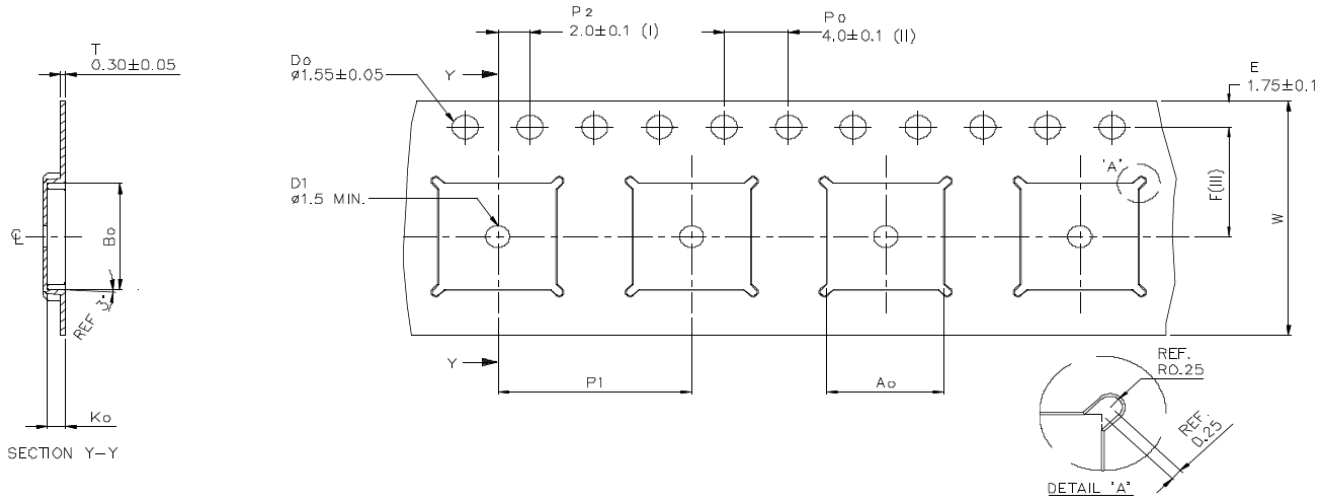 P2
2.0±0.1 (I)
Po
4.0±0.1 (II)
T
0.30±0.05
Do
ø1.55±0.05
Y
E
1.75±0.1
D1
ø1.5 MIN.
"A"
F(III)
W
℄
Bo
REF 3°
Y
P1
Ao
Ko
SECTION Y-Y
REF.
R0.25
REF.
0.25
DETAIL "A"